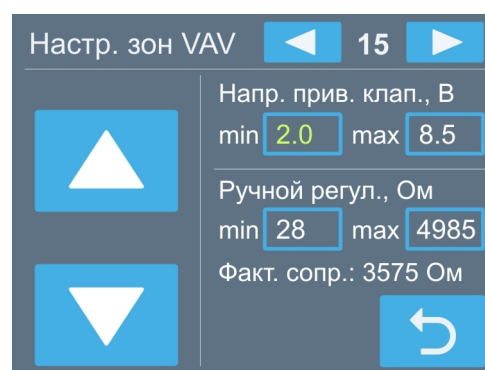 Настр. зон VAV 15
Напр. прив. клап., В
min 2.0 max 8.5
Ручной регул., Ом
min 28 max 4985
Факт. сопр.: 3575 Ом